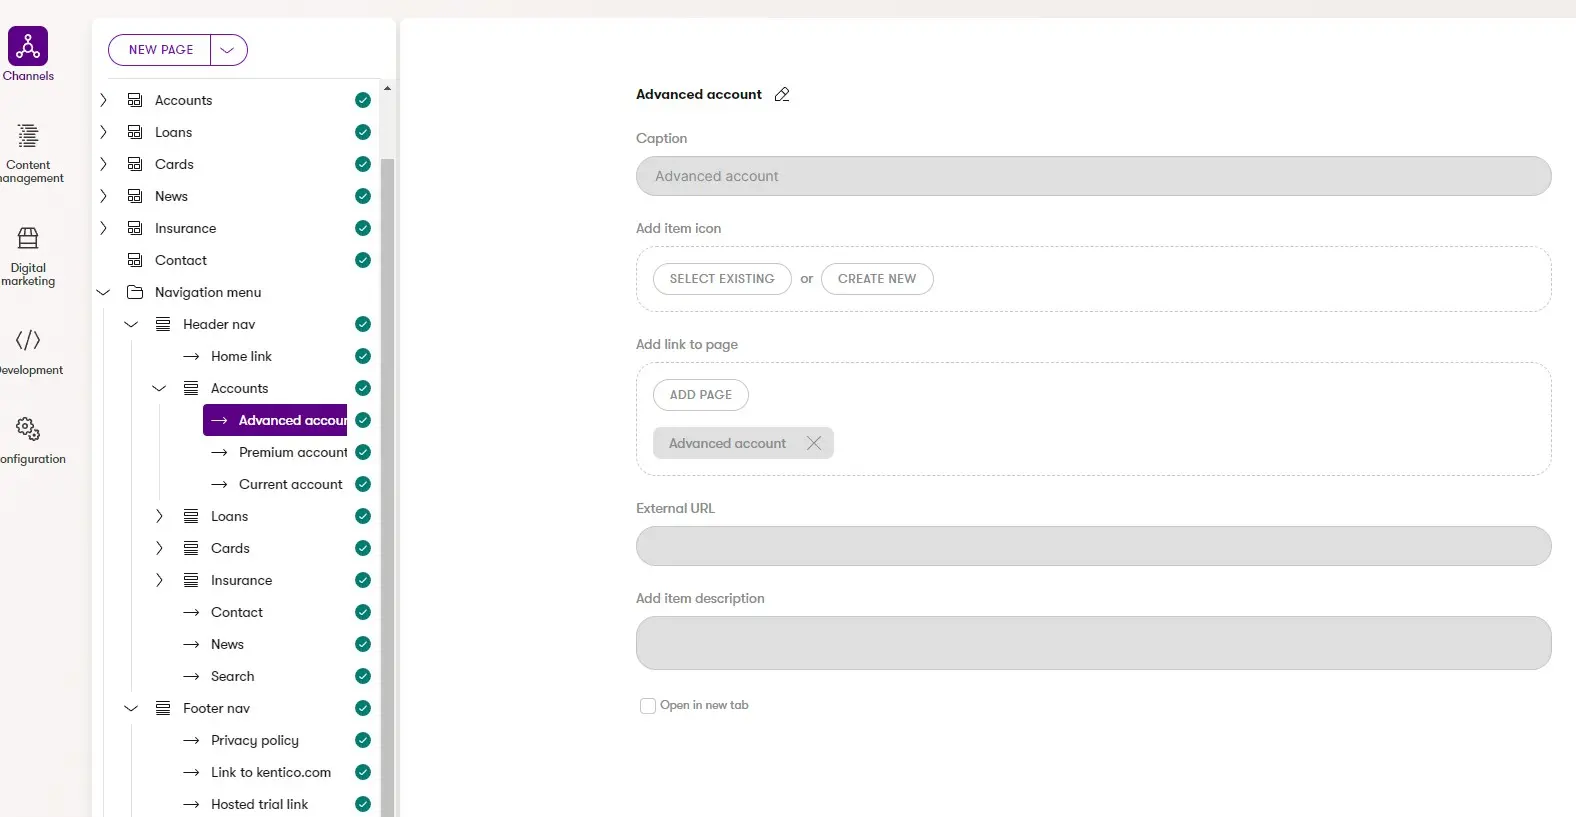 Channels
Content
management
Digital
marketing
Development
Configuration
NEW PAGE
Accounts
Loans
Cards
News
Insurance
Contact
Navigation menu
Header nav
Home link
Accounts
Advanced accour
Premium account
Current account
Loans
Cards
Insurance
Contact
News
Search
Footer nav
Privacy policy
Link to kentico.com
Hosted trial link
Advanced account
Caption
Advanced account
Add item icon
SELECT EXISTING or CREATE NEW
Add link to page
ADD PAGE
Advanced account
External URL
Add item description
Open in new tab